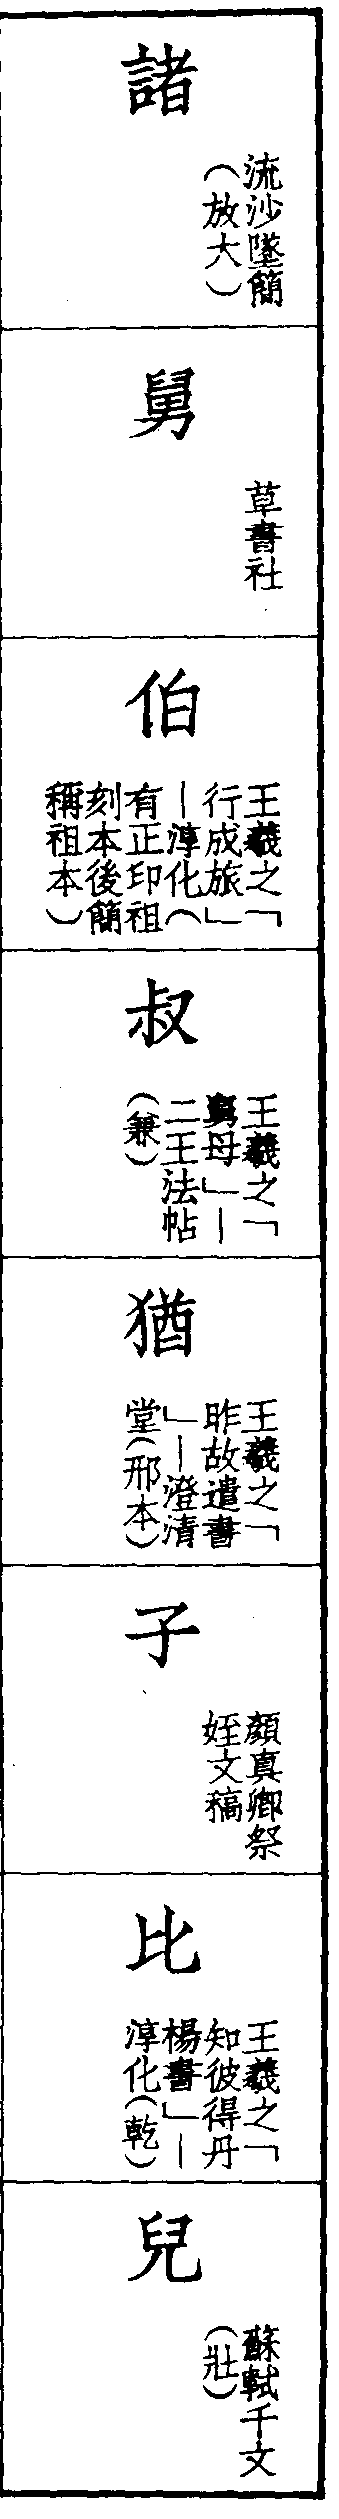 諸
流沙墜簡
(放大)
舅
草書社
伯
王羲之「
行成旅」
—淳化(
有正印祖
刻本後簡
稱祖本)
叔
王羲之「
舅母」—
二王法帖
(兼)
猶
王羲之「
昨故遣書
」—澄清
堂(邢本)
子
顏真卿祭
姪文稿
比
王羲之「
知彼得丹
楊書」—
淳化(乾)
兒
蘇軾千文
(壯)